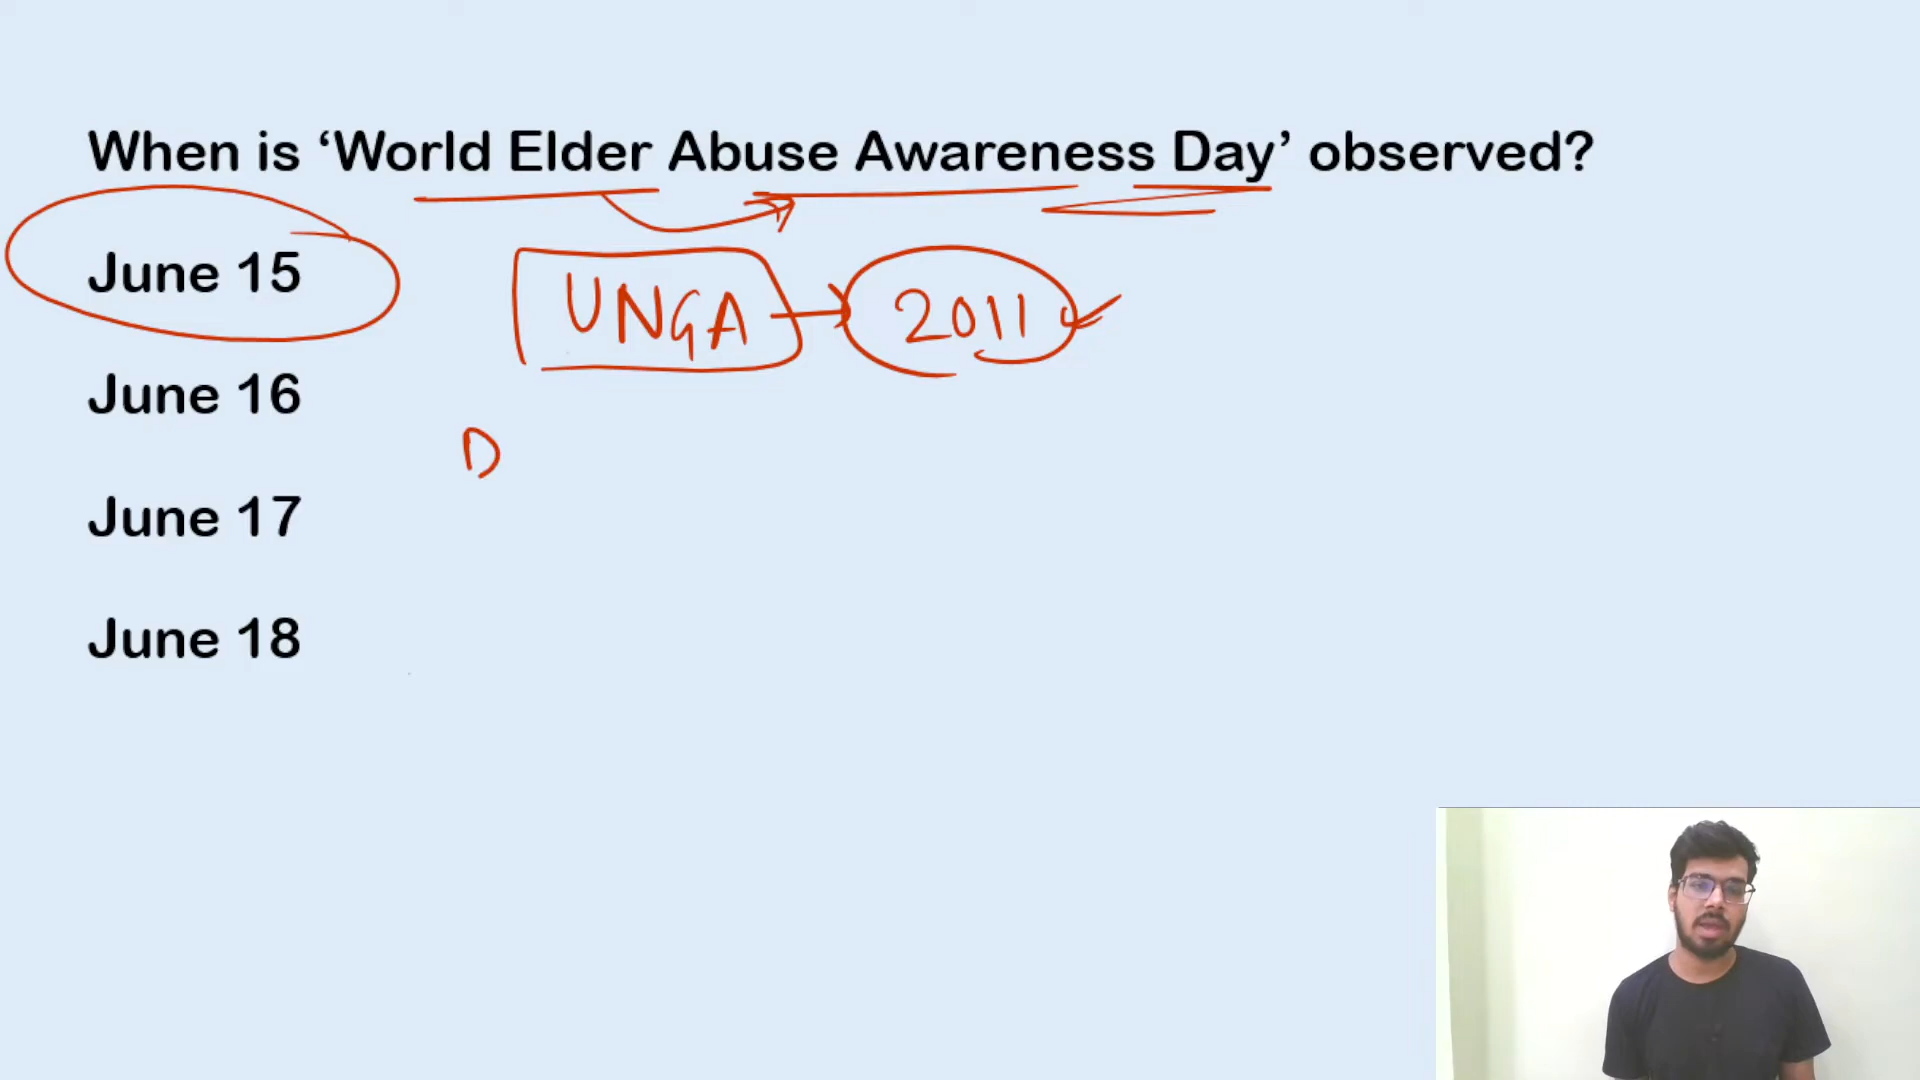 When is ‘World Elder Abuse Awareness Day’ observed?
June 15
UNGA 2011
June 16
D
June 17
June 18